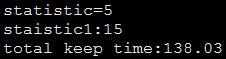 statistic=5
staistic1:15
total keep time:138.03